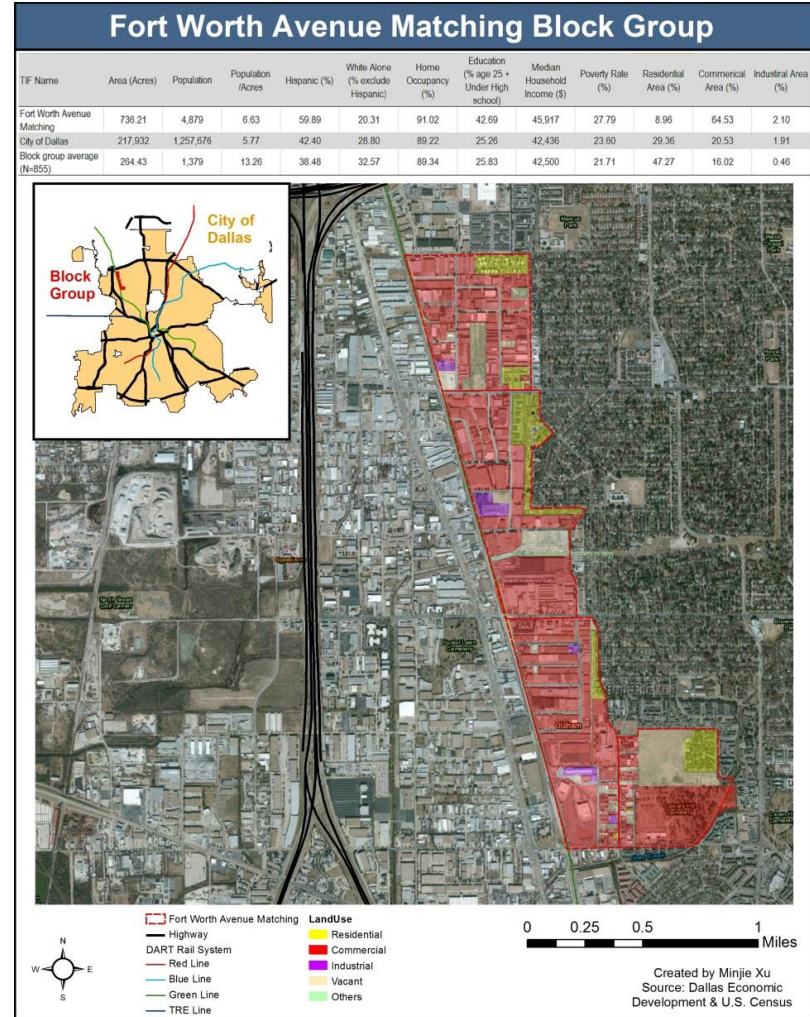 Fort Worth Avenue Matching Block Group
TIF Name
Area (Acres)
Population
Population
/Acres
Hispanic (%)
White Alone
(% exclude
Hispanic)
Home
Occupancy
(%)
Education
(% age 25 +
Under High
school)
Median
Household
Income ($)
Poverty Rate
(%)
Residential
Area (%)
Commerical
Area (%)
Industiral Area
(%)
Fort Worth Avenue
Matching
736.21 4,879 6.63 59.89 20.31 91.02 42.69 45,917 27.79 8.96 64.53 2.10
City of Dallas 217,932 1,257,676 5.77 42.40 28.80 89.22 25.26 42,436 23.60 29.36 20.53 1.91
Block group average
(N=855)
264.43 1,379 13.26 38.48 32.57 89.34 25.83 42,500 21.71 47.27 16.02 0.46
City of
Dallas
Block
Group
Oldham
Calvary Hill
Cemetery
N
W E
S
Fort Worth Avenue Matching
Highway
DART Rail System
Red Line
Blue Line
Green Line
TRE Line
LandUse
Residential
Commercial
Industrial
Vacant
Others
0 0.25 0.5 1
Miles
Created by Minjie Xu
Source: Dallas Economic
Development & U.S. Census